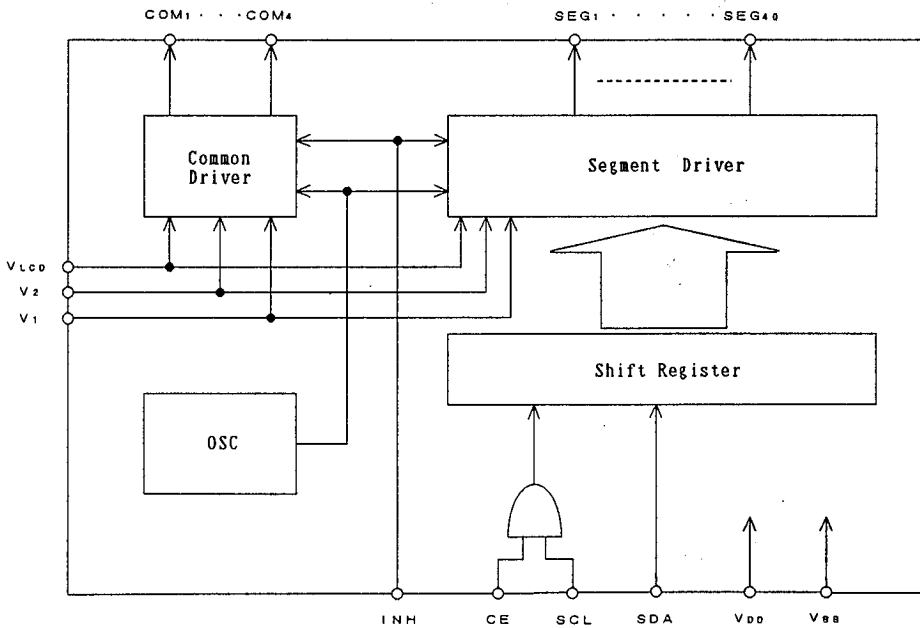 COM1 · · · COM4
SEG1 · · · · · · SEG40
Common
Driver
Segment Driver
VLCD
V2
V1
Shift Register
OSC
INH
CE
SCL
SDA
VDD
VSS